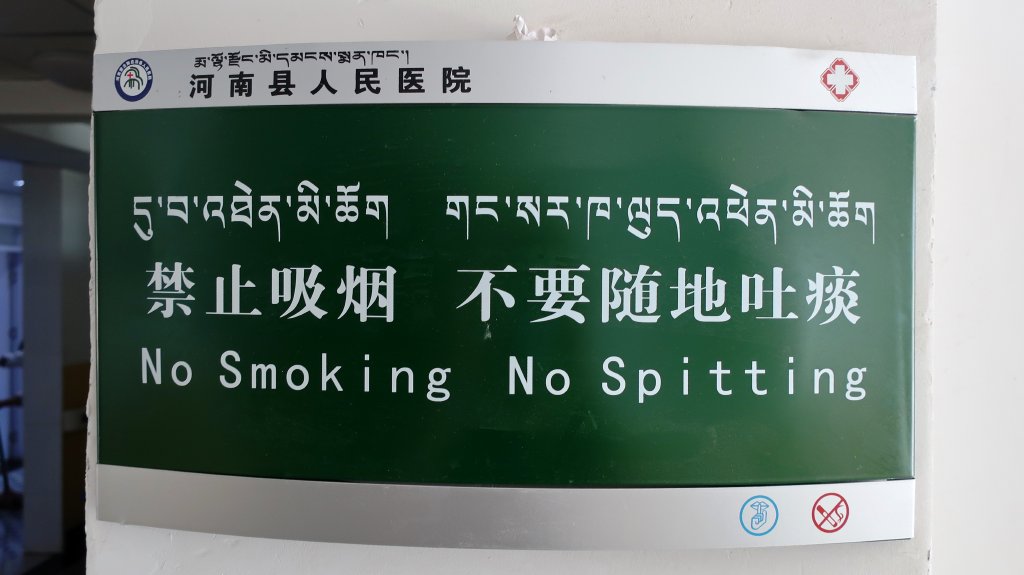 རྨ་ལྷོ་རྫོང་མི་དམངས་སྨན་ཁང་།
河南县人民医院
དུ་བ་འཐེན་མི་ཆོག གང་སར་ཁ་ལུད་འཕེན་མི་ཆོག
禁止吸烟 不要随地吐痰
No Smoking No Spitting